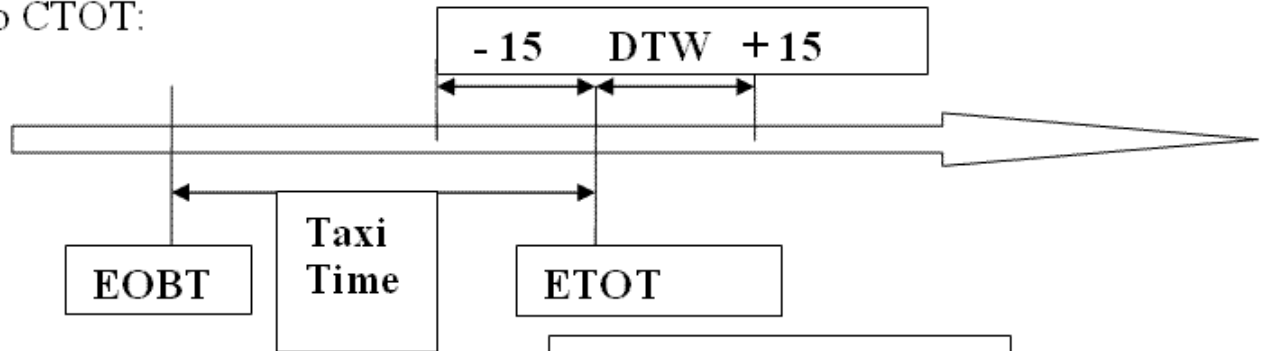 CTOT:
- 15 DTW + 15
Taxi
Time
EOBT
ETOT